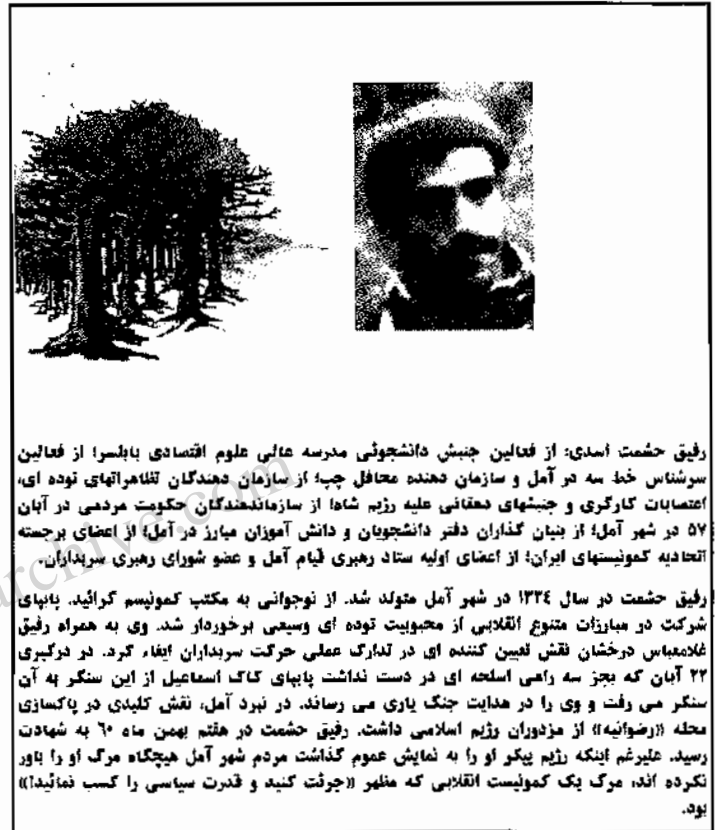 رفیق حشمت اسدی: از فعالین جنبش دانشجوئی مدرسه عالی علوم اقتصادی بابلسر؛ از فعالین
سرشناس خط سه در آمل و سازمان دهنده محافل چپ؛ از سازمان دهندگان تظاهراتهای توده ای،
اعتصابات کارگری و جنبشهای دهقانی علیه رژیم شاه؛ از سازماندهندگان حکومت مردمی در آبان
۵۷ در شهر آمل؛ از بنیان گذاران دفتر دانشجویان و دانش آموزان مبارز در آمل؛ از اعضای برجسته
اتحادیه کمونیستهای ایران؛ از اعضای اولیه ستاد رهبری قیام آمل و عضو شورای رهبری سربداران.
رفیق حشمت در سال ۱۳۳٤ در شهر آمل متولد شد. از نوجوانی به مکتب کمونیسم گرائید. بابهای
شرکت در مبارزات متنوع انقلابی از محبوبیت توده ای وسیعی برخوردار شد. وی به همراه رفیق
غلامعباس درخشان نقش تعیین کننده ای در تدارک عملی حرکت سربداران ایفاء کرد. در درگیری
۲۲ آبان که بجز سه راهی اسلحه ای در دست نداشت پابپای کاک اسماعیل از این سنگر به آن
سنگر می رفت و وی را در هدایت جنگ یاری می رساند. در نبرد آمل، نقش کلیدی در پاکسازی
محله «رضوانیه» از مزدوران رژیم اسلامی داشت. رفیق حشمت در هفتم بهمن ماه ٦۰ به شهادت
رسید. علیرغم اینکه رژیم پیکر او را به نمایش عموم گذاشت مردم شهر آمل هیچگاه مرگ او را باور
نکرده اند، مرگ یک کمونیست انقلابی که مظهر «جرئت کنید و قدرت سیاسی را کسب نمائید!»
بود.
archive.com